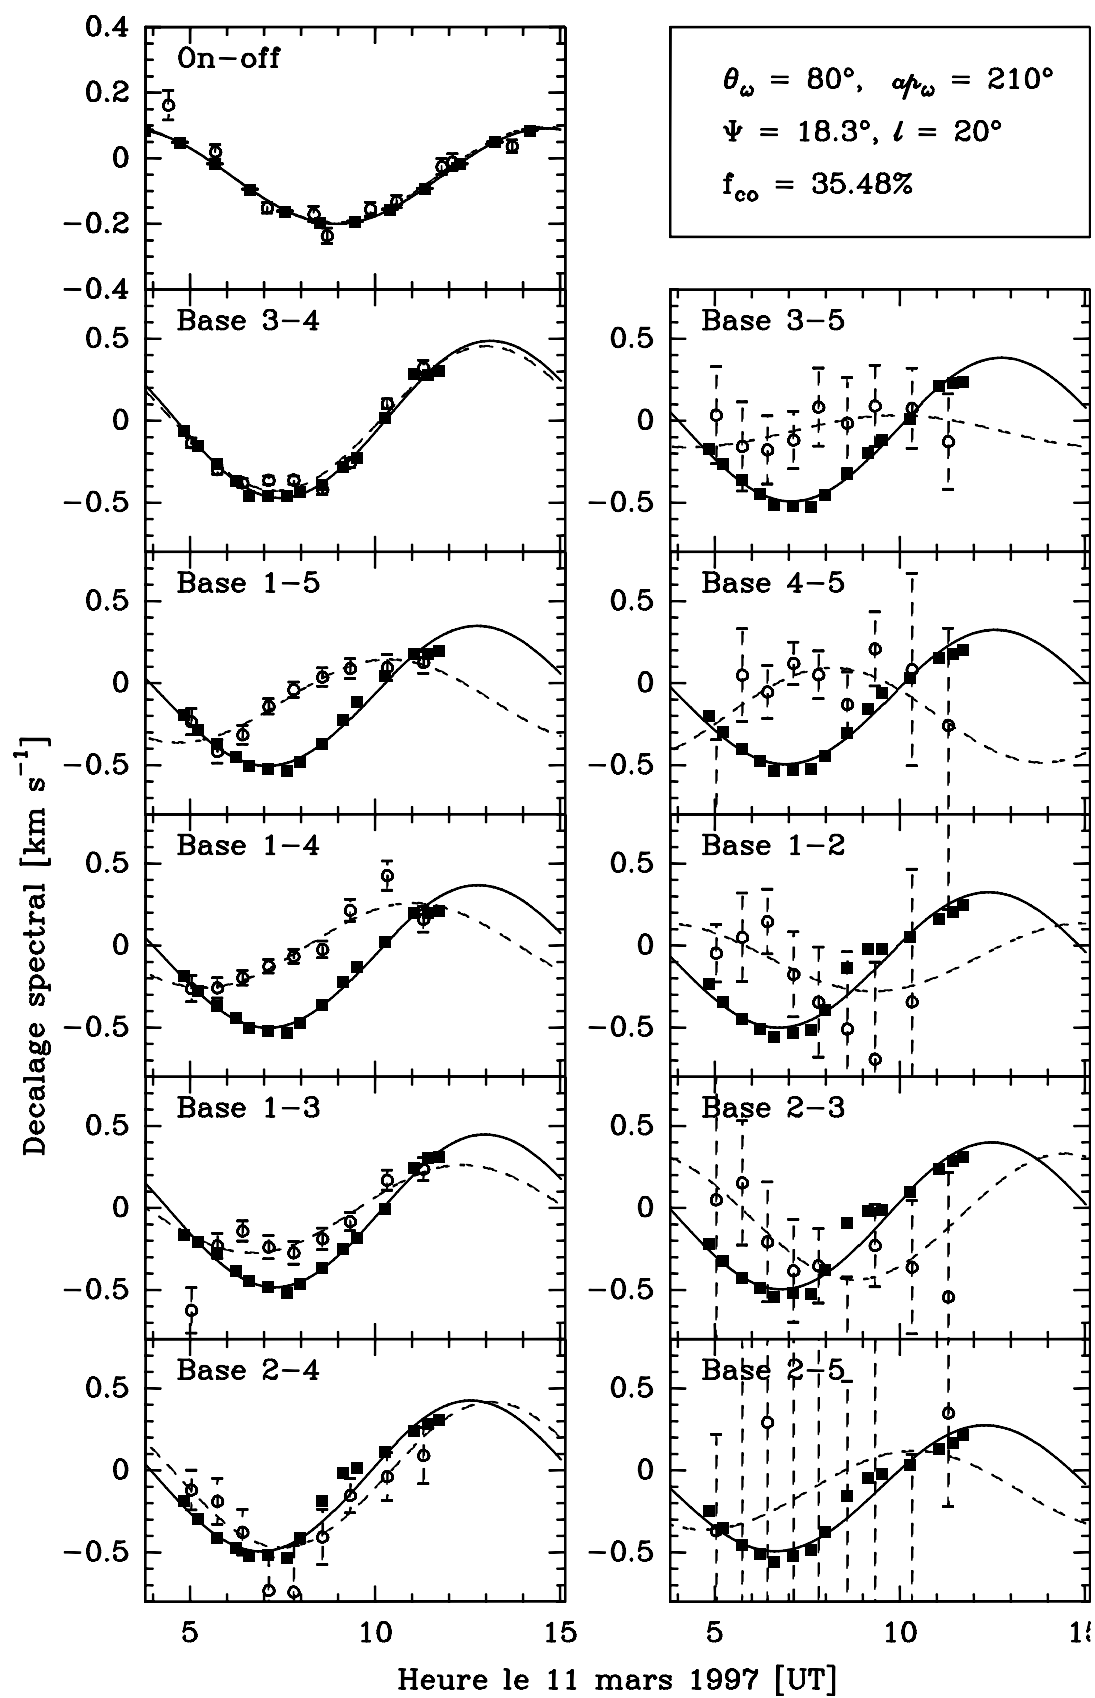 0.4
On-off
0.2
0
-0.2
-0.4
θω = 80°, apω = 210°
Ψ = 18.3°, l = 20°
fco = 35.48%
Base 3-4
0.5
0
-0.5
Base 3-5
0.5
0
-0.5
Base 1-5
0.5
0
-0.5
Base 4-5
0.5
0
-0.5
Base 1-4
0.5
0
-0.5
Base 1-2
0.5
0
-0.5
Base 1-3
0.5
0
-0.5
Base 2-3
0.5
0
-0.5
Base 2-4
0.5
0
-0.5
Base 2-5
0.5
0
-0.5
5 10 15
5 10
Decalage spectral [km s⁻¹]
Heure le 11 mars 1997 [UT]